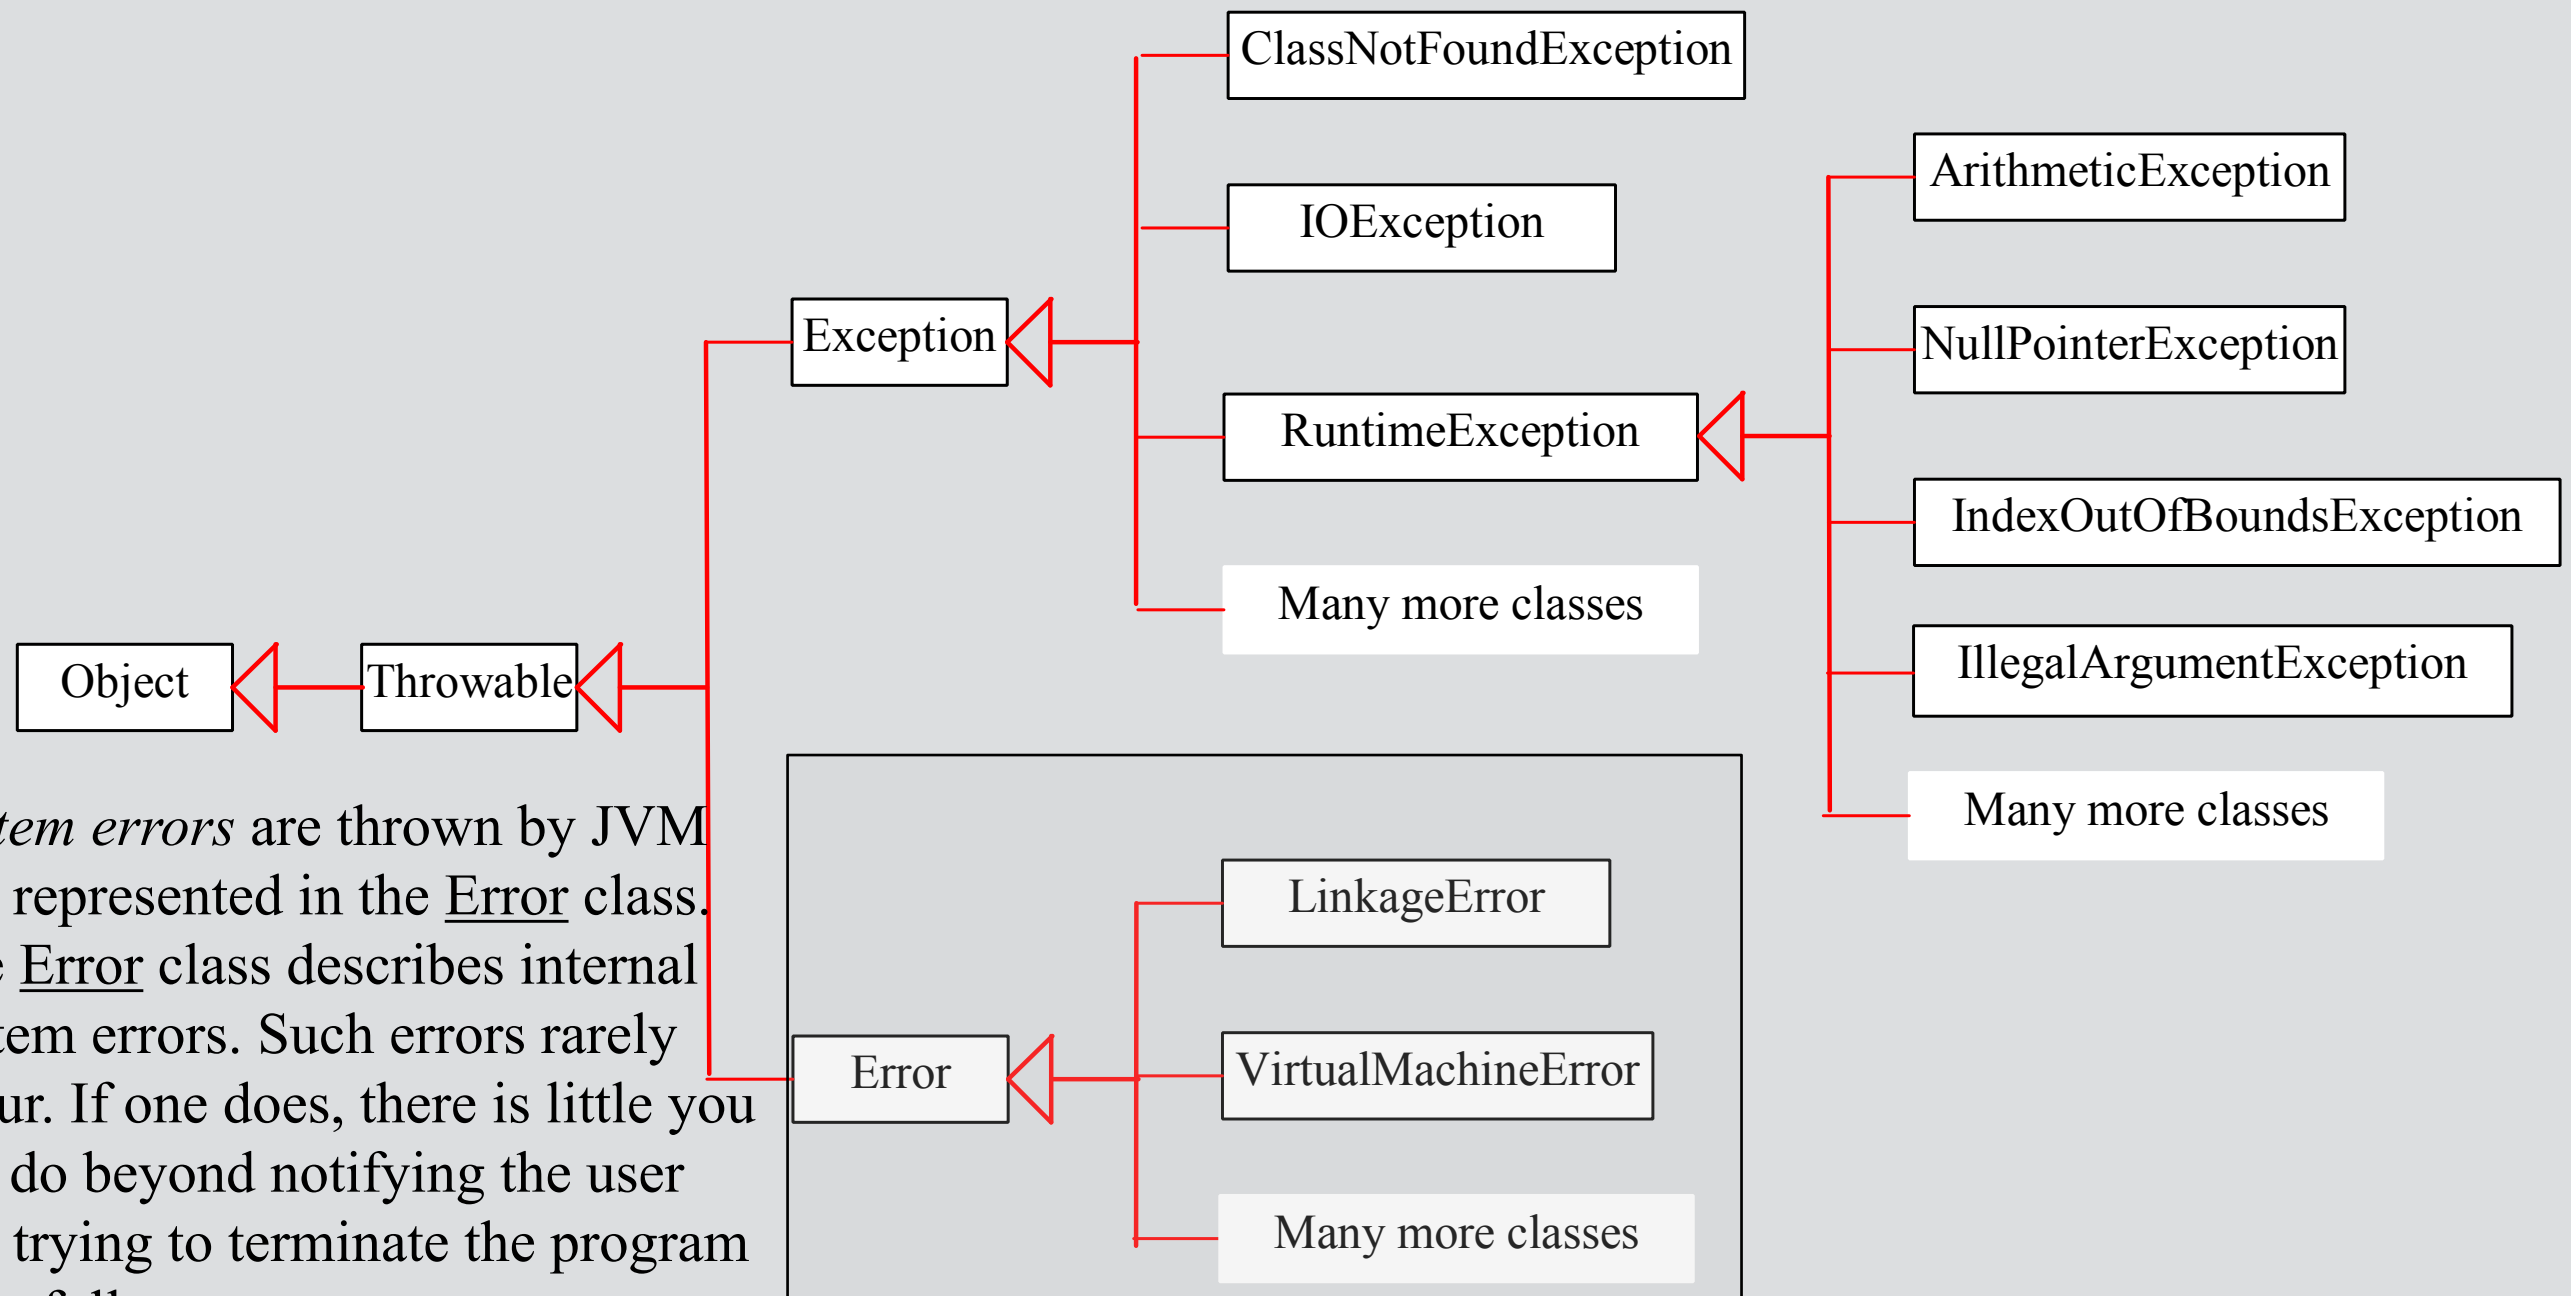 ClassNotFoundException
ArithmeticException
IOException
Exception
NullPointerException
RuntimeException
IndexOutOfBoundsException
Many more classes
IllegalArgumentException
Object
Throwable
Many more classes
errors are thrown by JVM
represented in the Error class.
Error class describes internal
errors. Such errors rarely
If one does, there is little you
do beyond notifying the user
trying to terminate the program
LinkageError
VirtualMachineError
Error
Many more classes